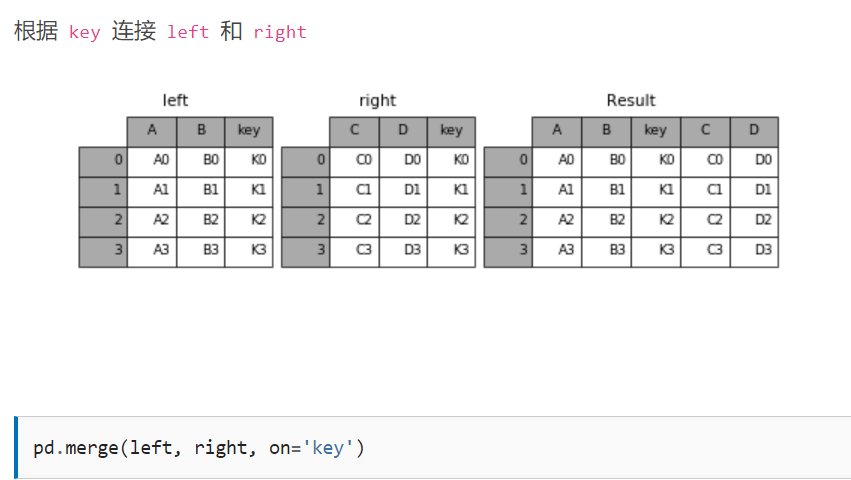 根据 key 连接 left 和 right
left right Result
A B key C D key A B key C D
0 A0 B0 K0 0 C0 D0 K0 0 A0 B0 K0 C0 D0
1 A1 B1 K1 1 C1 D1 K1 1 A1 B1 K1 C1 D1
2 A2 B2 K2 2 C2 D2 K2 2 A2 B2 K2 C2 D2
3 A3 B3 K3 3 C3 D3 K3 3 A3 B3 K3 C3 D3
pd.merge(left, right, on='key')